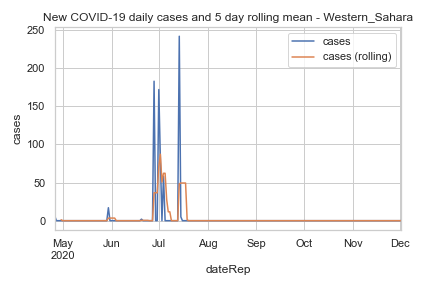 New COVID-19 daily cases and 5 day rolling mean - Western_Sahara
cases
cases (rolling)
250
200
150
100
50
0
cases
May Jun Jul Aug Sep Oct Nov Dec
2020
dateRep